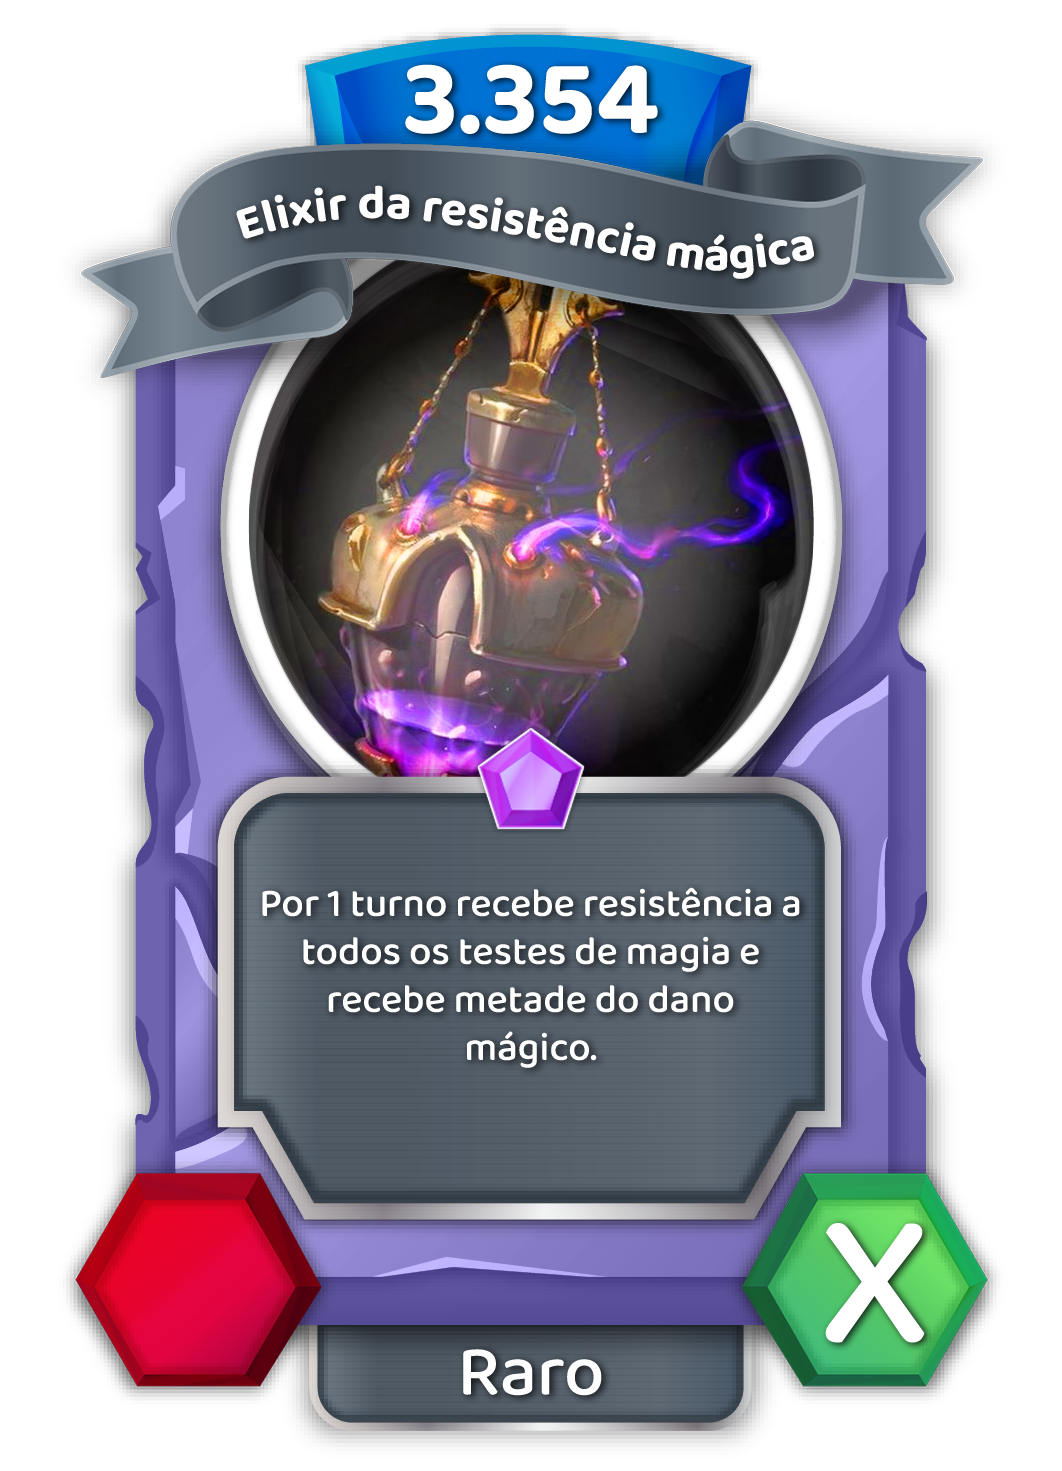 3.354
Elixir da resistência mágica
Por 1 turno recebe resistência a
todos os testes de magia e
recebe metade do dano
mágico.
X
Raro